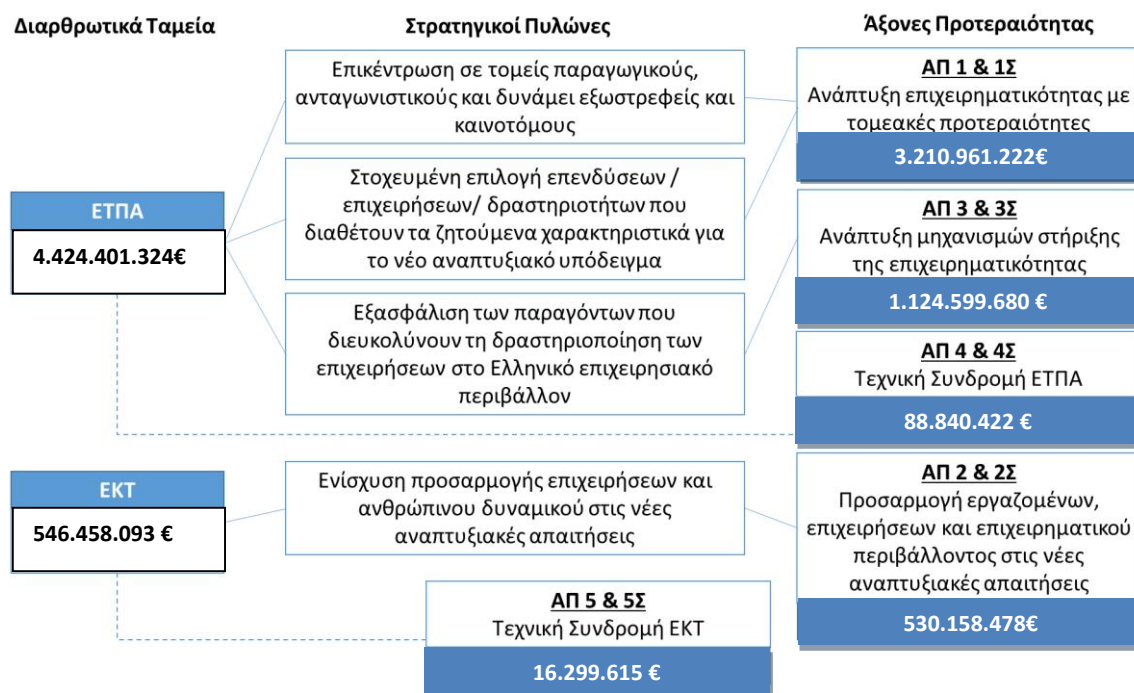 Διαρθρωτικά Ταμεία
Στρατηγικοί Πυλώνες
Άξονες Προτεραιότητας
ΕΤΠΑ
4.424.401.324€
Επικέντρωση σε τομείς παραγωγικούς,
ανταγωνιστικούς και δυνάμει εξωστρεφείς και
καινοτόμους
Στοχευμένη επιλογή επενδύσεων /
επιχειρήσεων/ δραστηριοτήτων που
διαθέτουν τα ζητούμενα χαρακτηριστικά για
το νέο αναπτυξιακό υπόδειγμα
Εξασφάλιση των παραγόντων που
διευκολύνουν τη δραστηριοποίηση των
επιχειρήσεων στο Ελληνικό επιχειρησιακό
περιβάλλον
ΑΠ 1 & 1Σ
Ανάπτυξη επιχειρηματικότητας με
τομεακές προτεραιότητες
3.210.961.222€
ΑΠ 3 & 3Σ
Ανάπτυξη μηχανισμών στήριξης
της επιχειρηματικότητας
1.124.599.680 €
ΑΠ 4 & 4Σ
Τεχνική Συνδρομή ΕΤΠΑ
88.840.422 €
ΕΚΤ
546.458.093 €
Ενίσχυση προσαρμογής επιχειρήσεων και
ανθρώπινου δυναμικού στις νέες
αναπτυξιακές απαιτήσεις
ΑΠ 2 & 2Σ
Προσαρμογή εργαζομένων,
επιχειρήσεων και επιχειρηματικού
περιβάλλοντος στις νέες
αναπτυξιακές απαιτήσεις
530.158.478€
ΑΠ 5 & 5Σ
Τεχνική Συνδρομή ΕΚΤ
16.299.615 €